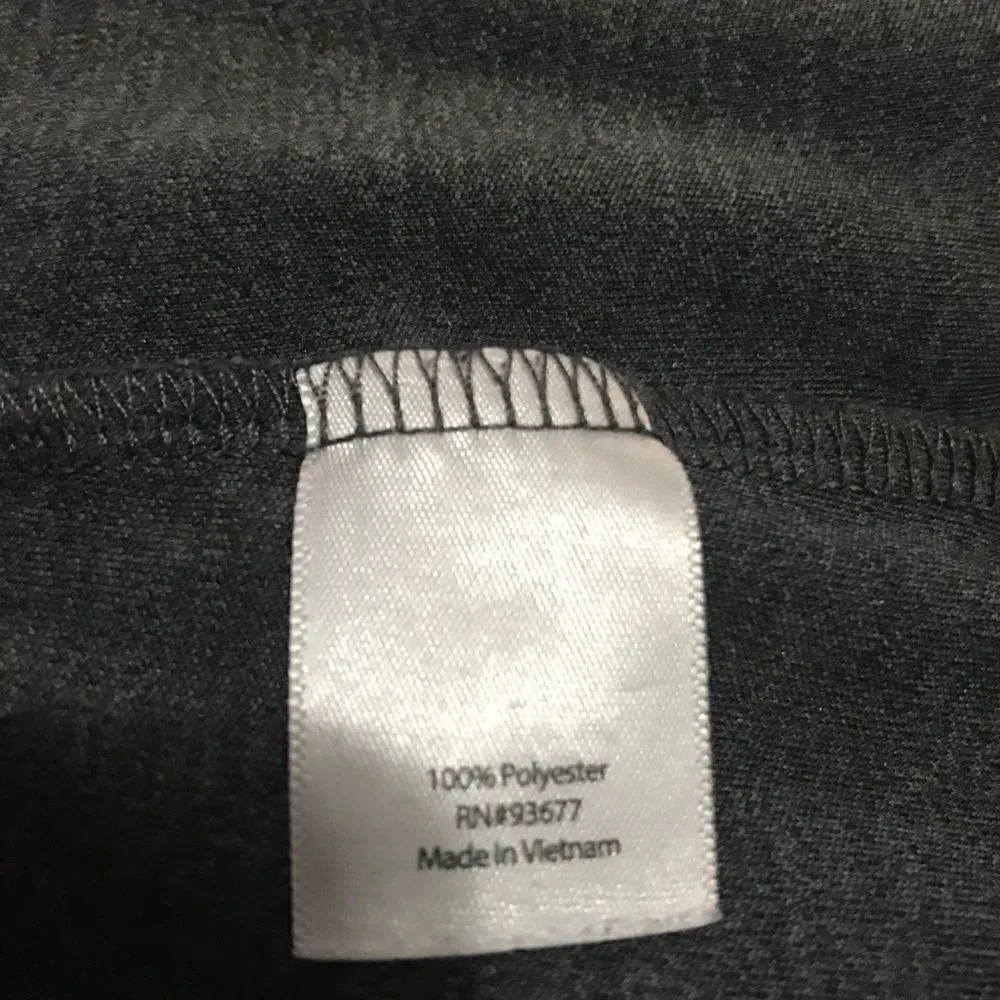 100% Polyester
RN#93677
Made in Vietnam